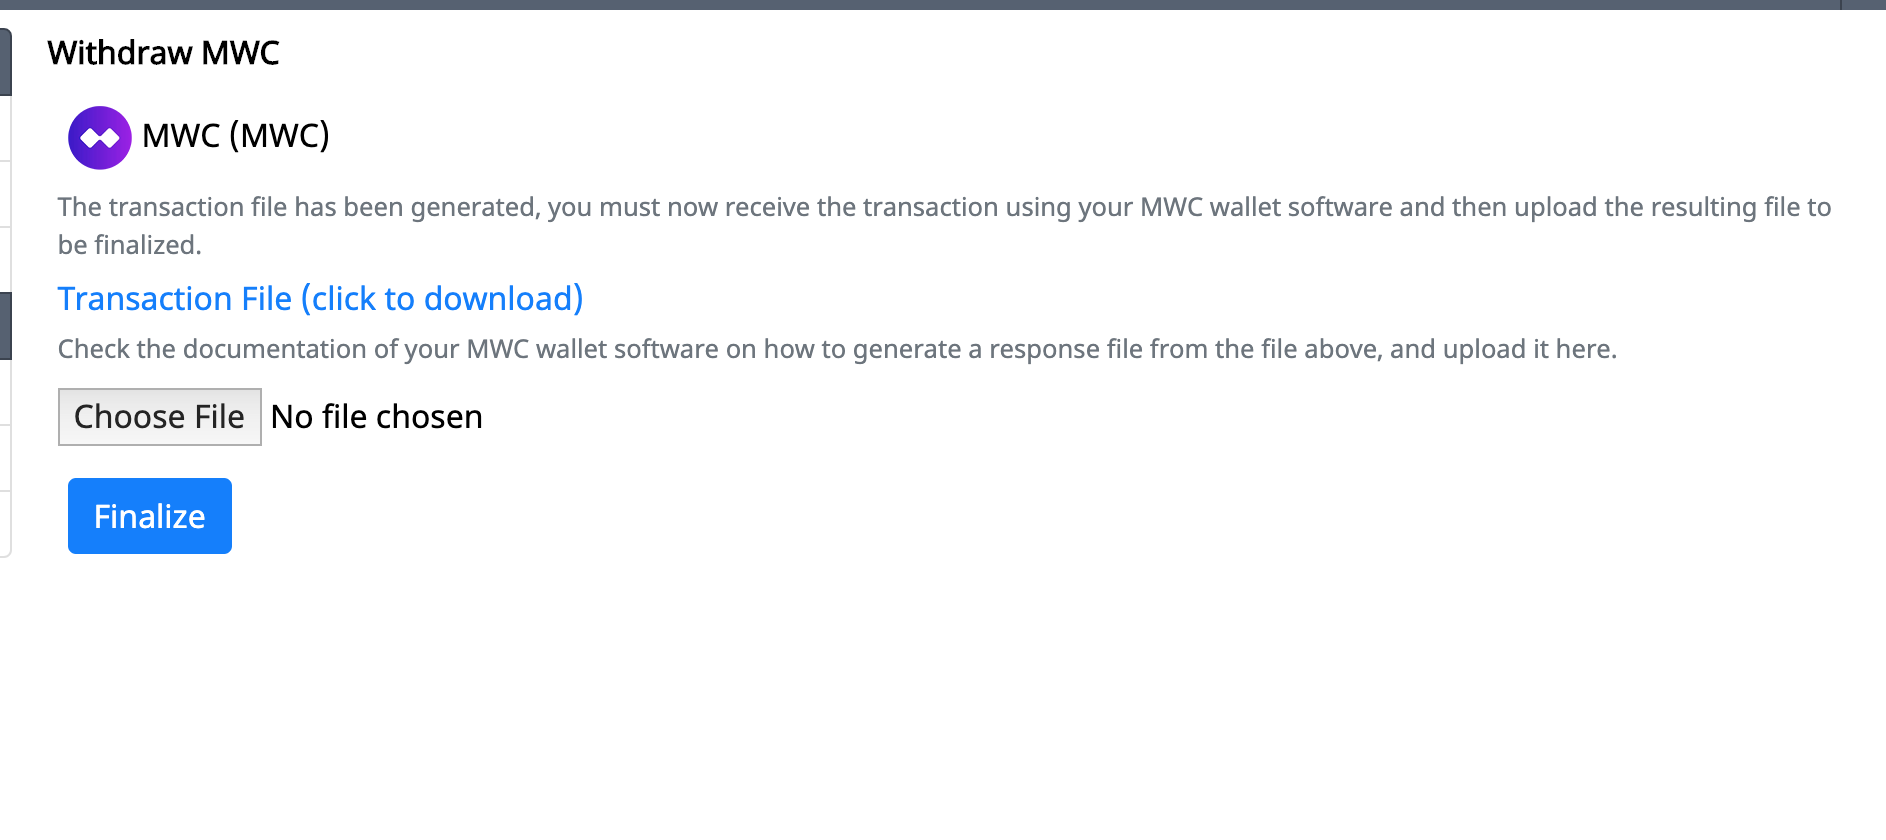 Withdraw MWC
MWC (MWC)
The transaction file has been generated, you must now receive the transaction using your MWC wallet software and then upload the resulting file to
be finalized.
Transaction File (click to download)
Check the documentation of your MWC wallet software on how to generate a response file from the file above, and upload it here.
Choose File No file chosen
Finalize